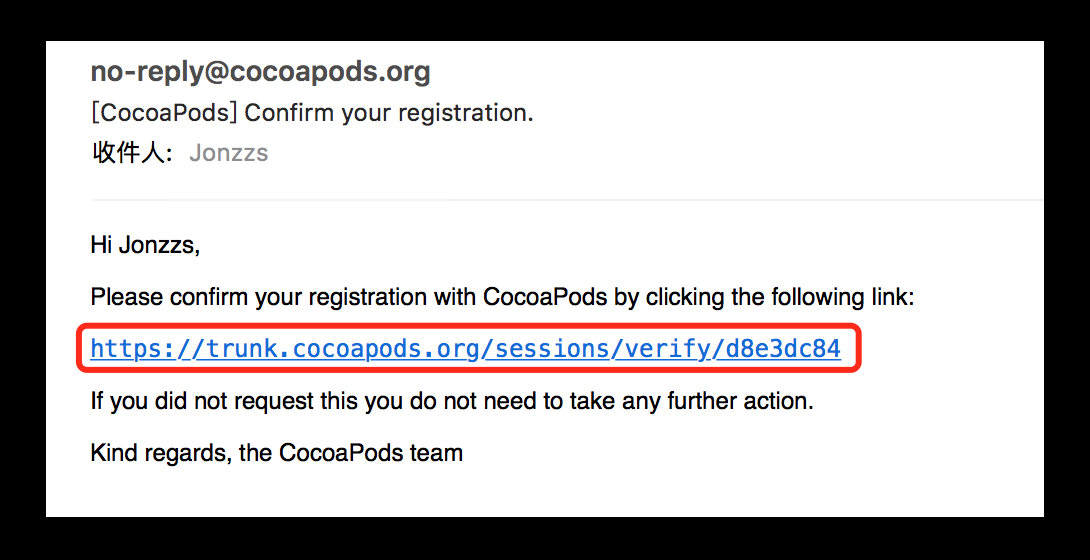 no-reply@cocoapods.org
[CocoaPods] Confirm your registration.
收件人: Jonzzs
Hi Jonzzs,
Please confirm your registration with CocoaPods by clicking the following link:
https://trunk.cocoapods.org/sessions/verify/d8e3dc84
If you did not request this you do not need to take any further action.
Kind regards, the CocoaPods team